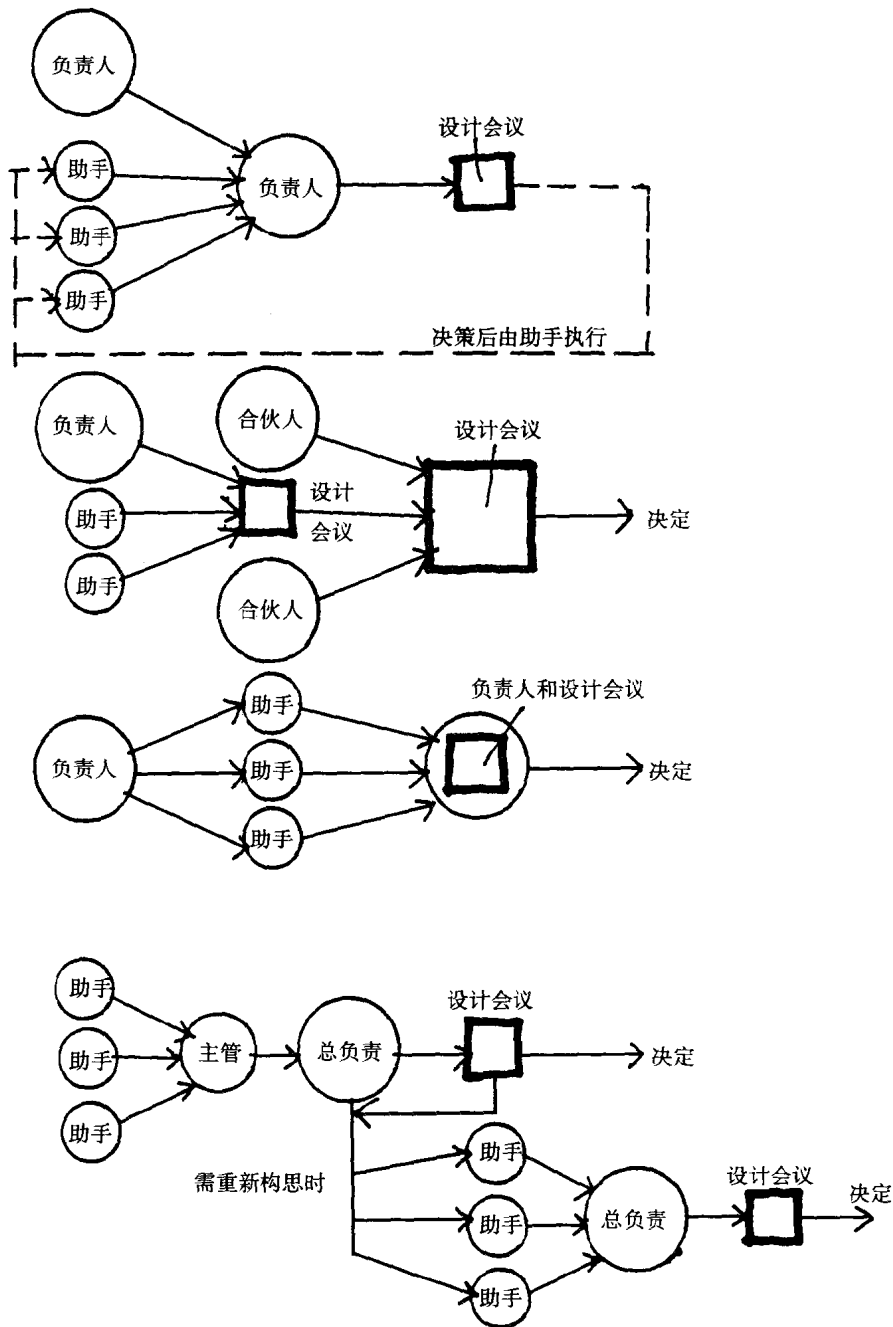 负责人
设计会议
助手
负责人
助手
助手
决策后由助手执行
负责人
合伙人
设计会议
助手
设计
会议
决定
助手
合伙人
助手
负责人和设计会议
负责人
助手
决定
助手
助手
设计会议
助手
主管
总负责
决定
助手
助手
需重新构思时
设计会议
决定
助手
总负责
助手